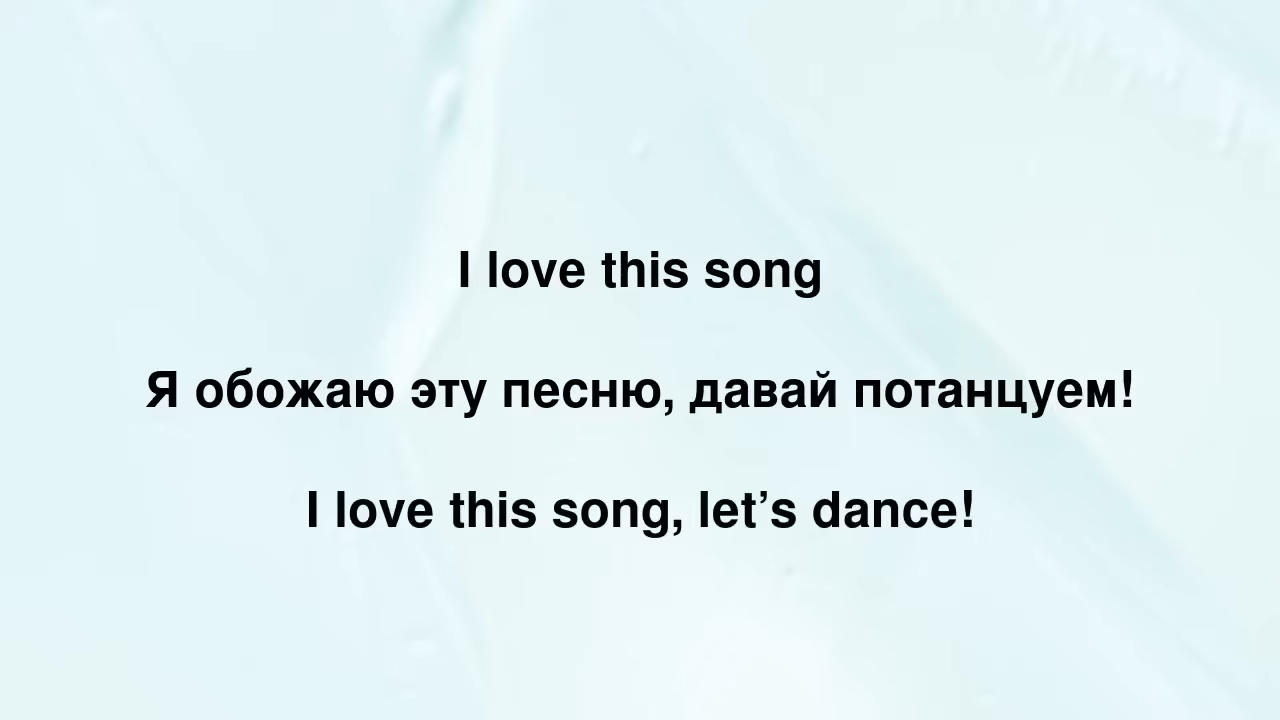 I love this song
Я обожаю эту песню, давай потанцуем!
I love this song, let’s dance!